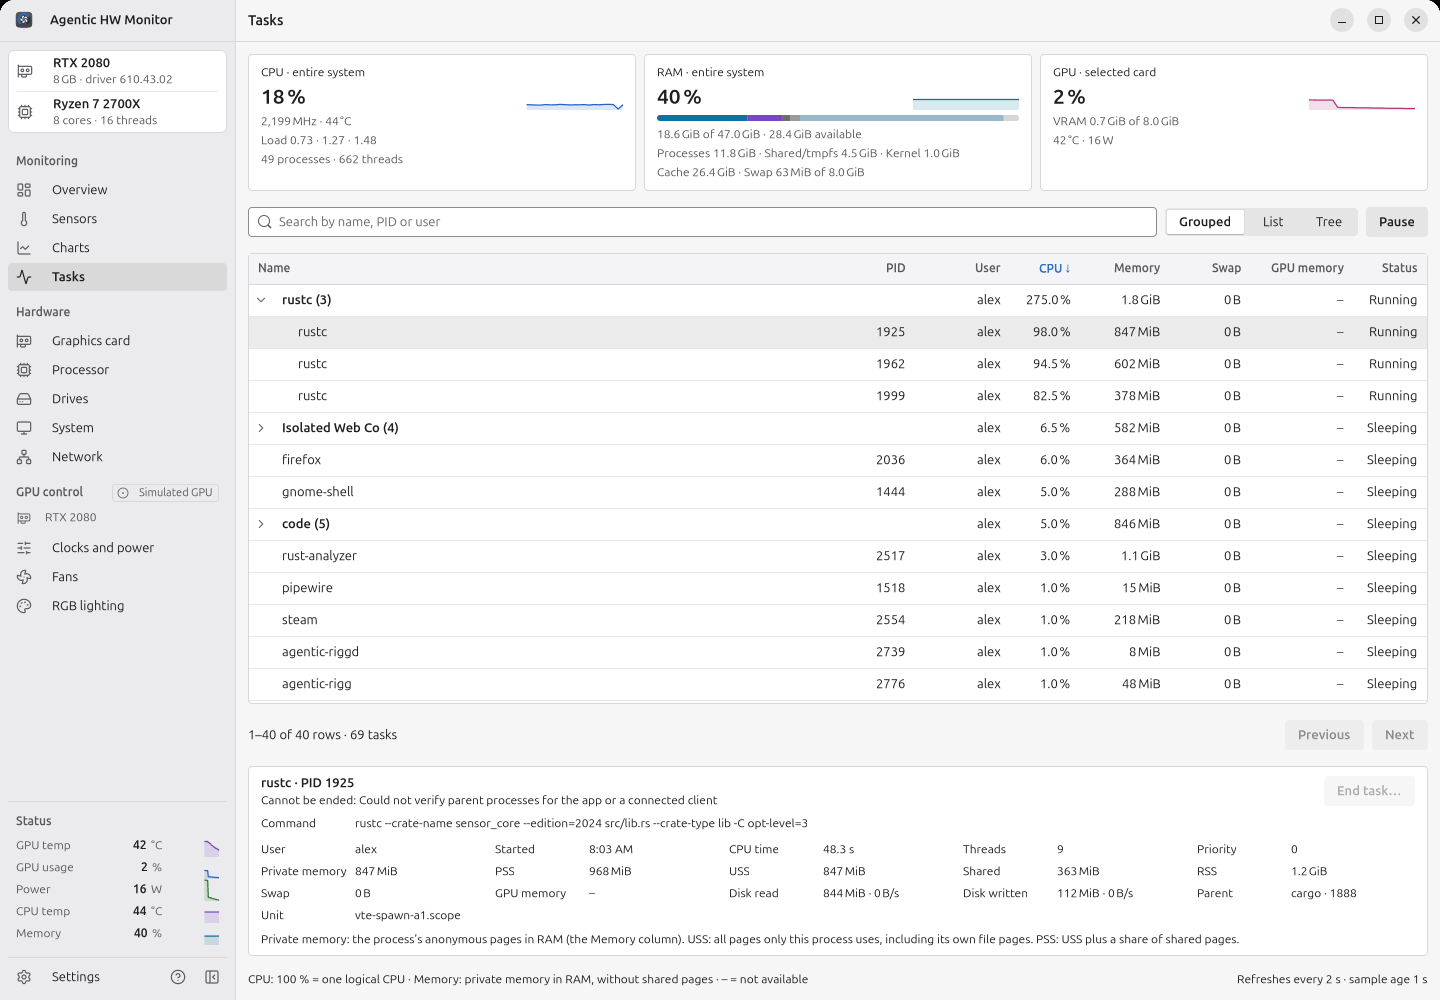 Agentic HW Monitor
Tasks
RTX 2080
8 GB · driver 610.43.02
Ryzen 7 2700X
8 cores · 16 threads
Monitoring
Overview
Sensors
Charts
Tasks
Hardware
Graphics card
Processor
Drives
System
Network
GPU control
Simulated GPU
RTX 2080
Clocks and power
Fans
RGB lighting
Status
GPU temp 42 °C
GPU usage 2 %
Power 16 W
CPU temp 44 °C
Memory 40 %
Settings
CPU · entire system
18 %
2,199 MHz · 44 °C
Load 0.73 · 1.27 · 1.48
49 processes · 662 threads
RAM · entire system
40 %
18.6 GiB of 47.0 GiB · 28.4 GiB available
Processes 11.8 GiB · Shared/tmpfs 4.5 GiB · Kernel 1.0 GiB
Cache 26.4 GiB · Swap 63 MiB of 8.0 GiB
GPU · selected card
2 %
VRAM 0.7 GiB of 8.0 GiB
42 °C · 16 W
Search by name, PID or user
Grouped List Tree Pause
Name PID User CPU ↓ Memory Swap GPU memory Status
rustc (3) alex 275.0 % 1.8 GiB 0 B – Running
rustc 1925 alex 98.0 % 847 MiB 0 B – Running
rustc 1962 alex 94.5 % 602 MiB 0 B – Running
rustc 1999 alex 82.5 % 378 MiB 0 B – Running
Isolated Web Co (4) alex 6.5 % 582 MiB 0 B – Sleeping
firefox 2036 alex 6.0 % 364 MiB 0 B – Sleeping
gnome-shell 1444 alex 5.0 % 288 MiB 0 B – Sleeping
code (5) alex 5.0 % 846 MiB 0 B – Sleeping
rust-analyzer 2517 alex 3.0 % 1.1 GiB 0 B – Sleeping
pipewire 1518 alex 1.0 % 15 MiB 0 B – Sleeping
steam 2554 alex 1.0 % 218 MiB 0 B – Sleeping
agentic-riggd 2739 alex 1.0 % 8 MiB 0 B – Sleeping
agentic-rigg 2776 alex 1.0 % 48 MiB 0 B – Sleeping
1–40 of 40 rows · 69 tasks
Previous Next
rustc · PID 1925
Cannot be ended: Could not verify parent processes for the app or a connected client
End task…
Command rustc --crate-name sensor_core --edition=2024 src/lib.rs --crate-type lib -C opt-level=3
User alex Started 8:03 AM CPU time 48.3 s Threads 9 Priority 0
Private memory 847 MiB PSS 968 MiB USS 847 MiB Shared 363 MiB RSS 1.2 GiB
Swap 0 B GPU memory – Disk read 844 MiB · 0 B/s Disk written 112 MiB · 0 B/s Parent cargo · 1888
Unit vte-spawn-a1.scope
Private memory: the process’s anonymous pages in RAM (the Memory column). USS: all pages only this process uses, including its own file pages. PSS: USS plus a share of shared pages.
CPU: 100 % = one logical CPU · Memory: private memory in RAM, without shared pages · – = not available
Refreshes every 2 s · sample age 1 s